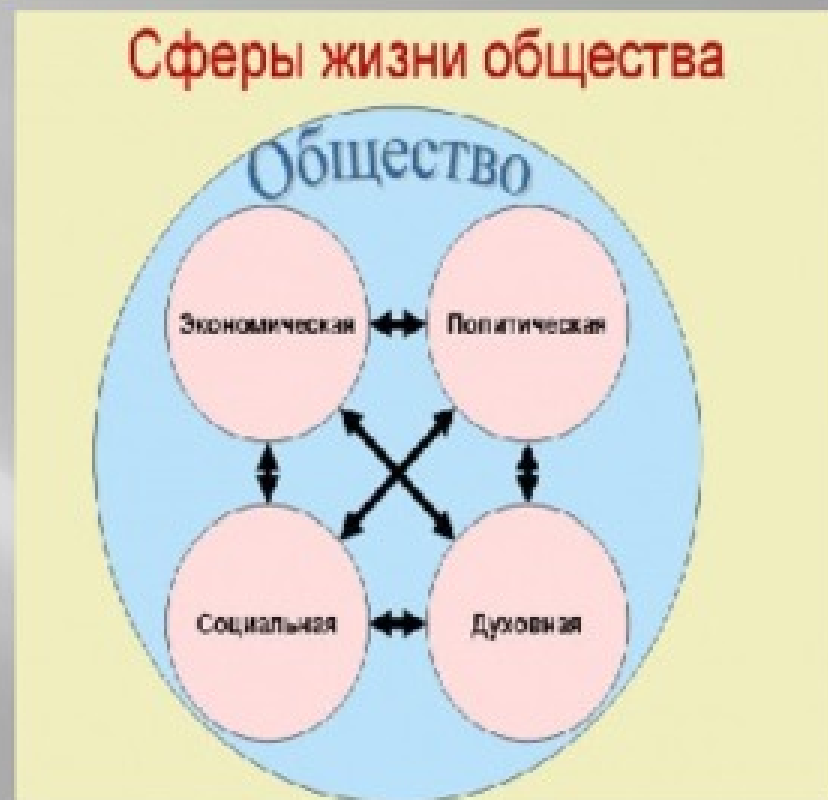 Сферы жизни общества
Общество
Экономическая
Политическая
Социальная
Духовная